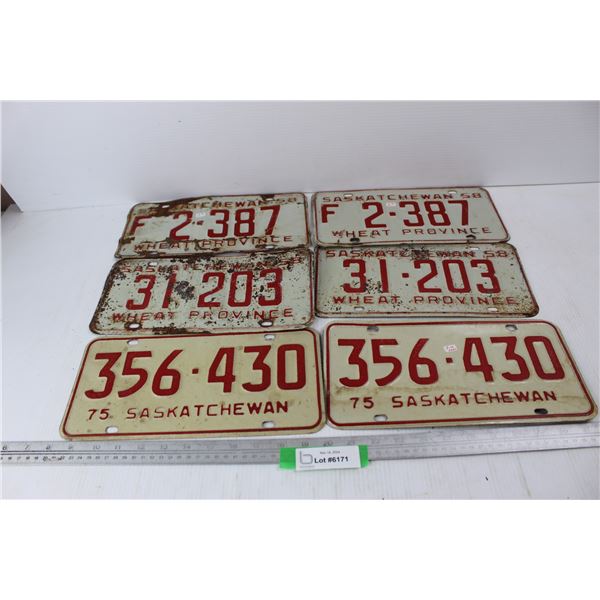 SASKATCHEWAN 58
F 2·387
WHEAT PROVINCE
SASKATCHEWAN 58
F 2·387
WHEAT PROVINCE
SASKATCHEWAN
31·203
WHEAT PROVINCE
SASKATCHEWAN 58
31·203
WHEAT PROVINCE
356·430
75 SASKATCHEWAN
356·430
75 SASKATCHEWAN
Lot #6171